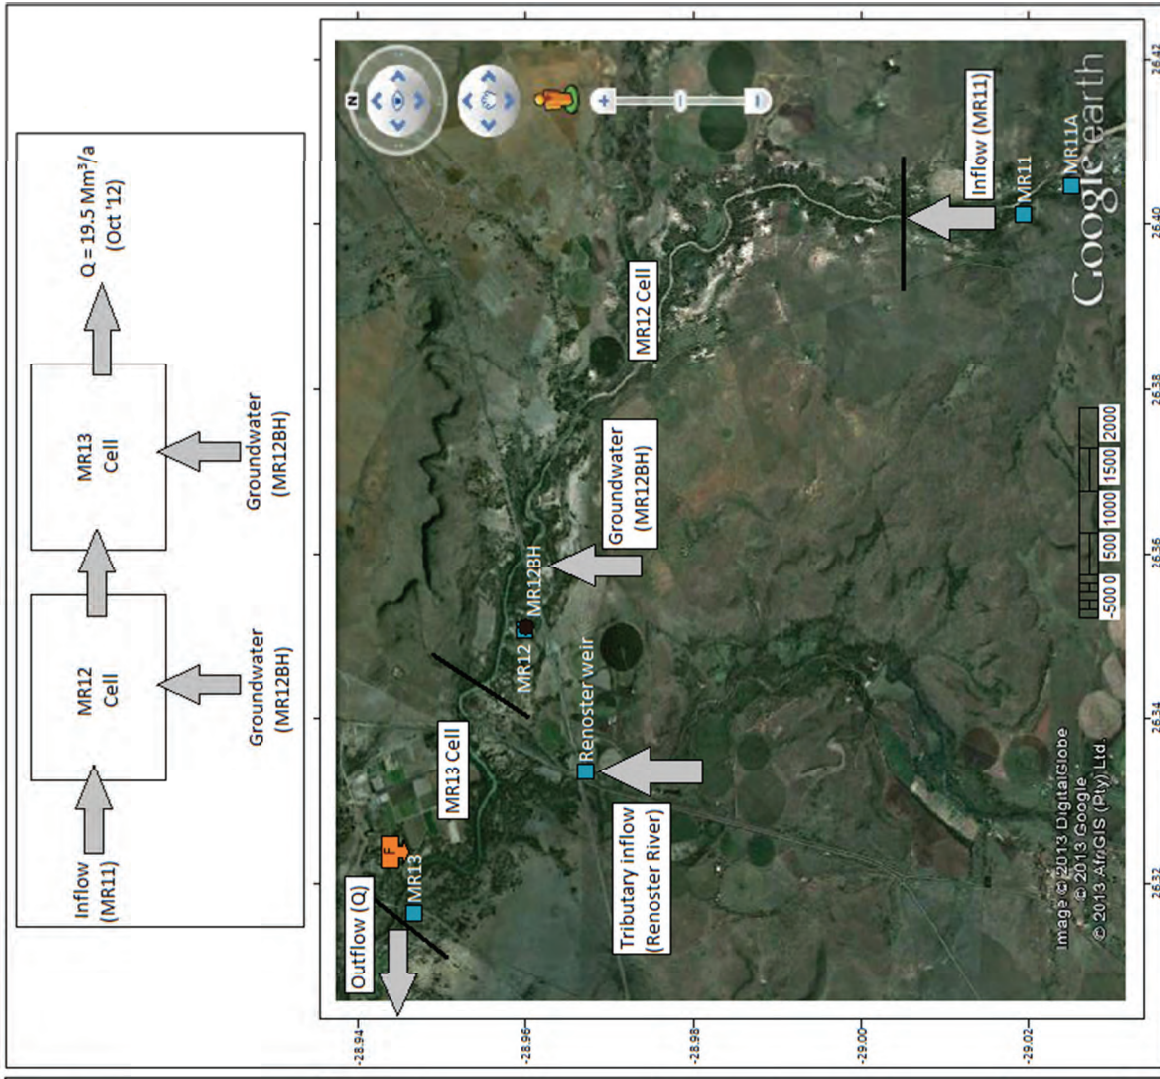 Inflow
(MR11)
MR12
Cell
MR13
Cell
Q = 19.5 Mm³/a
(Oct '12)
Groundwater
(MR12BH)
Groundwater
(MR12BH)
-28.94
-28.96
-28.98
-29.00
-29.02
N
Outflow (Q)
F
MR13
MR13 Cell
MR12
MR12BH
Renoster weir
Groundwater
(MR12BH)
Tributary inflow
(Renoster River)
MR12 Cell
Inflow (MR11)
MR11
MR11A
-500 0 500 1000 1500 2000
Image © 2013 DigitalGlobe
© 2013 Google
© 2013 AfriGIS (Pty) Ltd.
Google earth
26.32
26.34
26.36
26.38
26.40
26.42